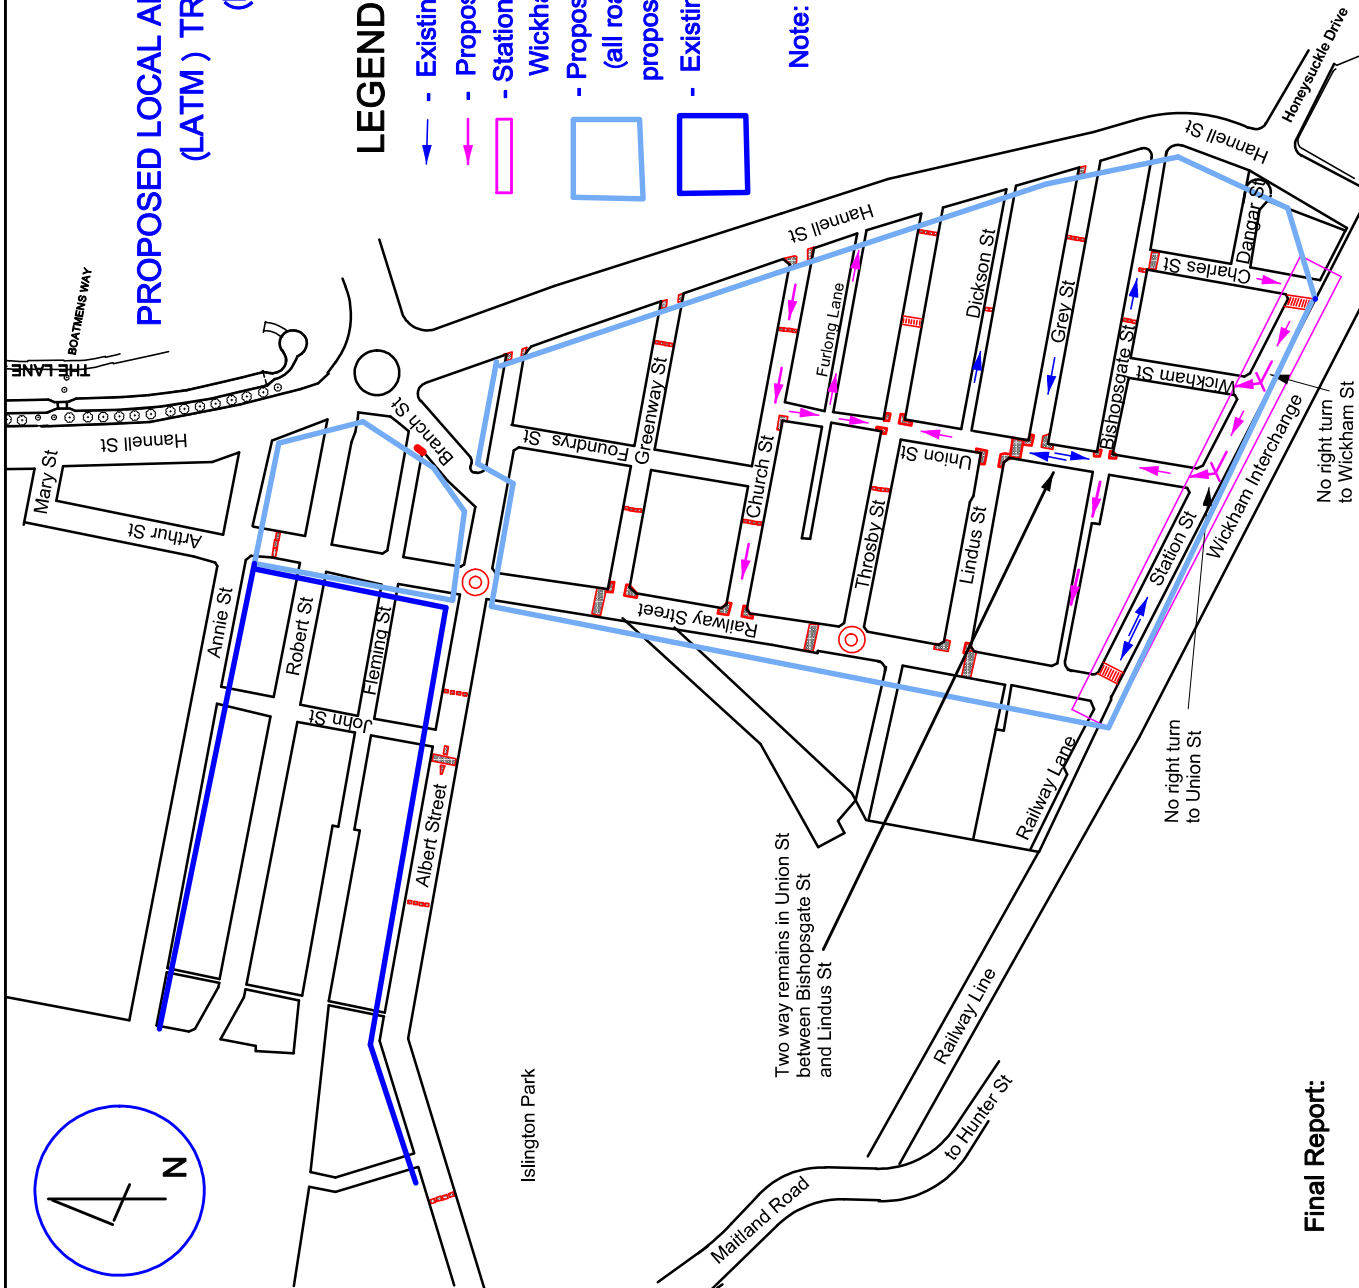 PROPOSED LOCAL
(LATM ) TR
LEGEND
- Existin
- Propos
- Station
Wickha
- Propos
(all roa
propos
- Existin
Note:
THE LANE
BOATMENS WAY
Hannell St
Mary St
Arthur St
Branch St
Annie St
Robert St
Fleming St
John St
Albert Street
Foundrys St
Greenway St
Church St
Furlong Lane
Hannell St
Throsby St
Union St
Dickson St
Lindus St
Grey St
Bishopsgate St
Wickham St
Charles St
Dangar St
Hannell St
Honeysuckle Drive
Railway Street
Station St
Wickham Interchange
Railway Lane
No right turn
to Wickham St
No right turn
to Union St
Two way remains in Union St
between Bishopsgate St
and Lindus St
Railway Line
Islington Park
Maitland Road
to Hunter St
N
Final Report: